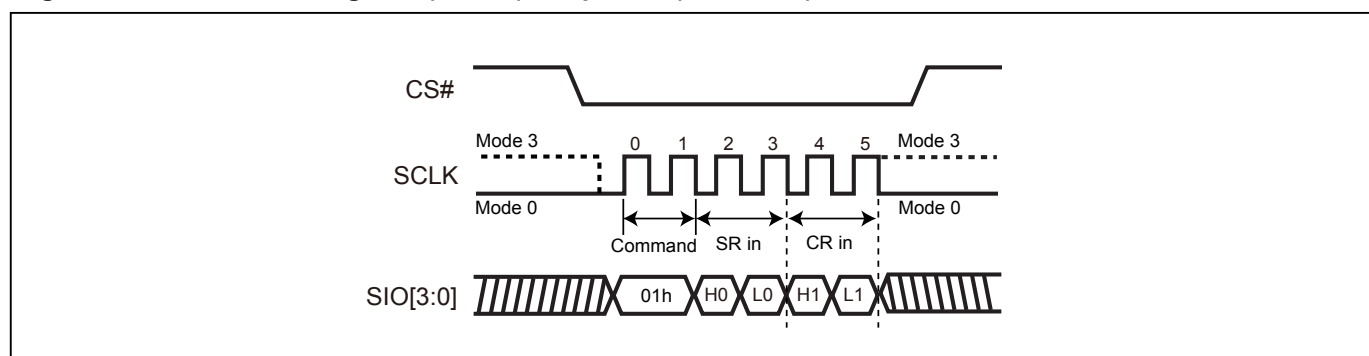 CS#
Mode 3 0 1 2 3 4 5 Mode 3
SCLK
Mode 0 Mode 0
Command SR in CR in
SIO[3:0] 01h H0 L0 H1 L1